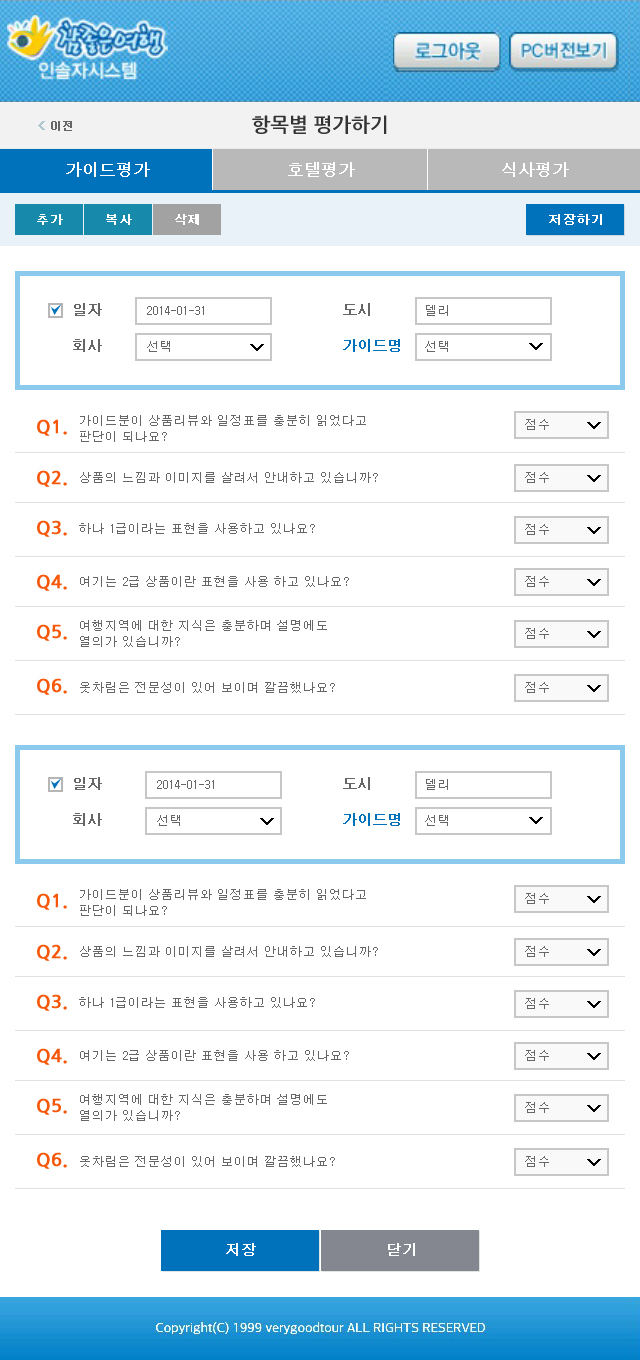 참좋은여행
인솔자시스템
로그아웃 PC버전보기
이전
항목별 평가하기
가이드평가 호텔평가 식사평가
추가 복사 삭제 저장하기
일자 2014-01-31 도시 델리
회사 선택 가이드명 선택
Q1. 가이드분이 상품리뷰와 일정표를 충분히 읽었다고 점수
판단이 되나요?
Q2. 상품의 느낌과 이미지를 살려서 안내하고 있습니까? 점수
Q3. 하나 1급이라는 표현을 사용하고 있나요? 점수
Q4. 여기는 2급 상품이란 표현을 사용 하고 있나요? 점수
Q5. 여행지역에 대한 지식은 충분하며 설명에도 점수
열의가 있습니까?
Q6. 옷차림은 전문성이 있어 보이며 깔끔했나요? 점수
일자 2014-01-31 도시 델리
회사 선택 가이드명 선택
Q1. 가이드분이 상품리뷰와 일정표를 충분히 읽었다고 점수
판단이 되나요?
Q2. 상품의 느낌과 이미지를 살려서 안내하고 있습니까? 점수
Q3. 하나 1급이라는 표현을 사용하고 있나요? 점수
Q4. 여기는 2급 상품이란 표현을 사용 하고 있나요? 점수
Q5. 여행지역에 대한 지식은 충분하며 설명에도 점수
열의가 있습니까?
Q6. 옷차림은 전문성이 있어 보이며 깔끔했나요? 점수
저장 닫기
Copyright(C) 1999 verygoodtour ALL RIGHTS RESERVED